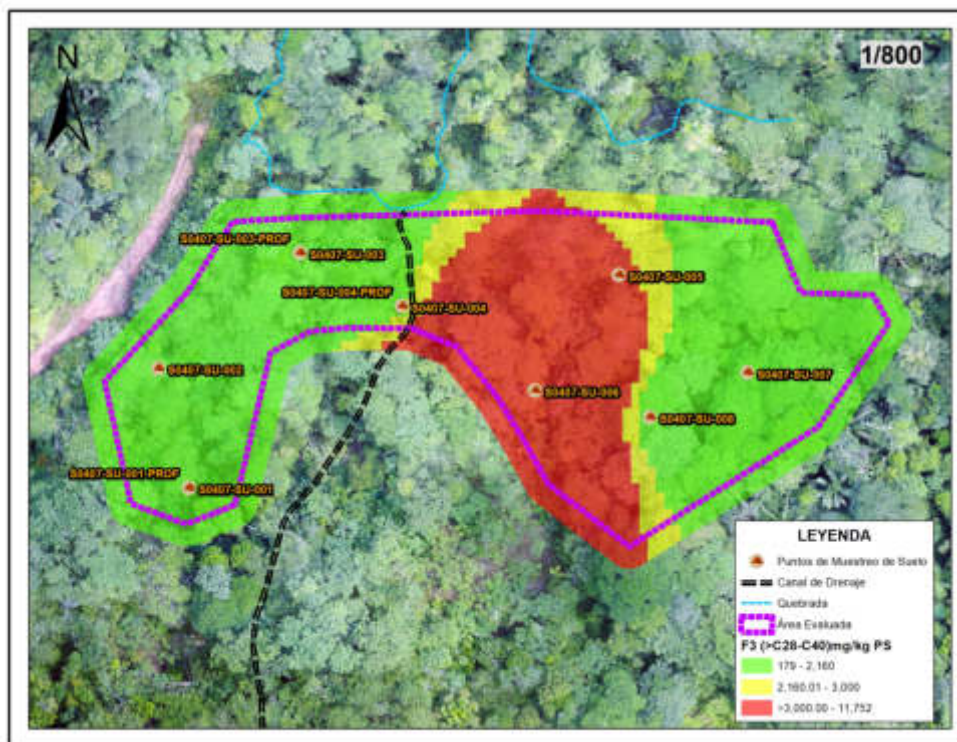 N
1/800
S0407-SU-003-PROF
S0407-SU-003
S0407-SU-005
S0407-SU-004-PROF
S0407-SU-004
S0407-SU-002
S0407-SU-007
S0407-SU-006
S0407-SU-008
S0407-SU-001-PROF
S0407-SU-001
LEYENDA
Puntos de Muestreo de Suelo
Canal de Drenaje
Quebrada
Área Evaluada
F3 (>C28-C40)mg/kg PS
179 - 2,160
2,160.01 - 3,000
>3,000.00 - 11,752